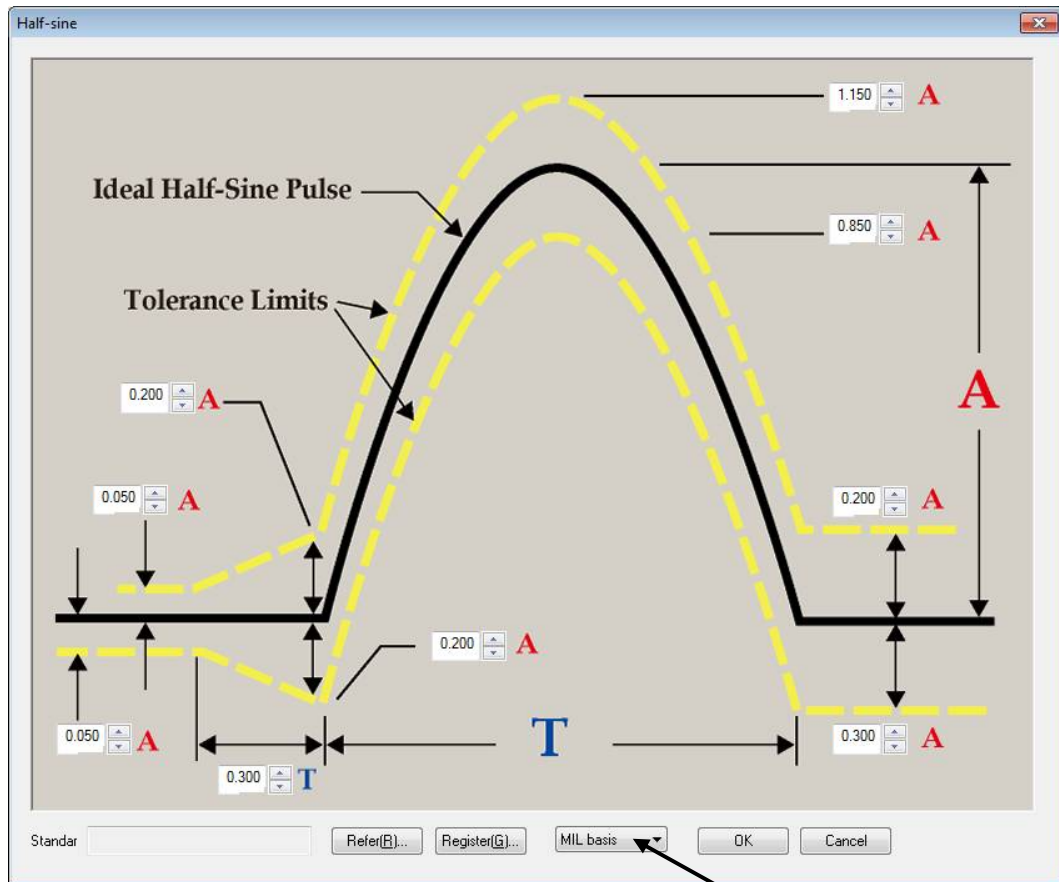 Half-sine
1.150 A
Ideal Half-Sine Pulse
0.850 A
Tolerance Limits
0.200 A
A
0.050 A
0.200 A
0.200 A
0.050 A
T
0.300 A
0.300 T
Standar
Refer(R)...
Register(G)...
MIL basis
OK
Cancel